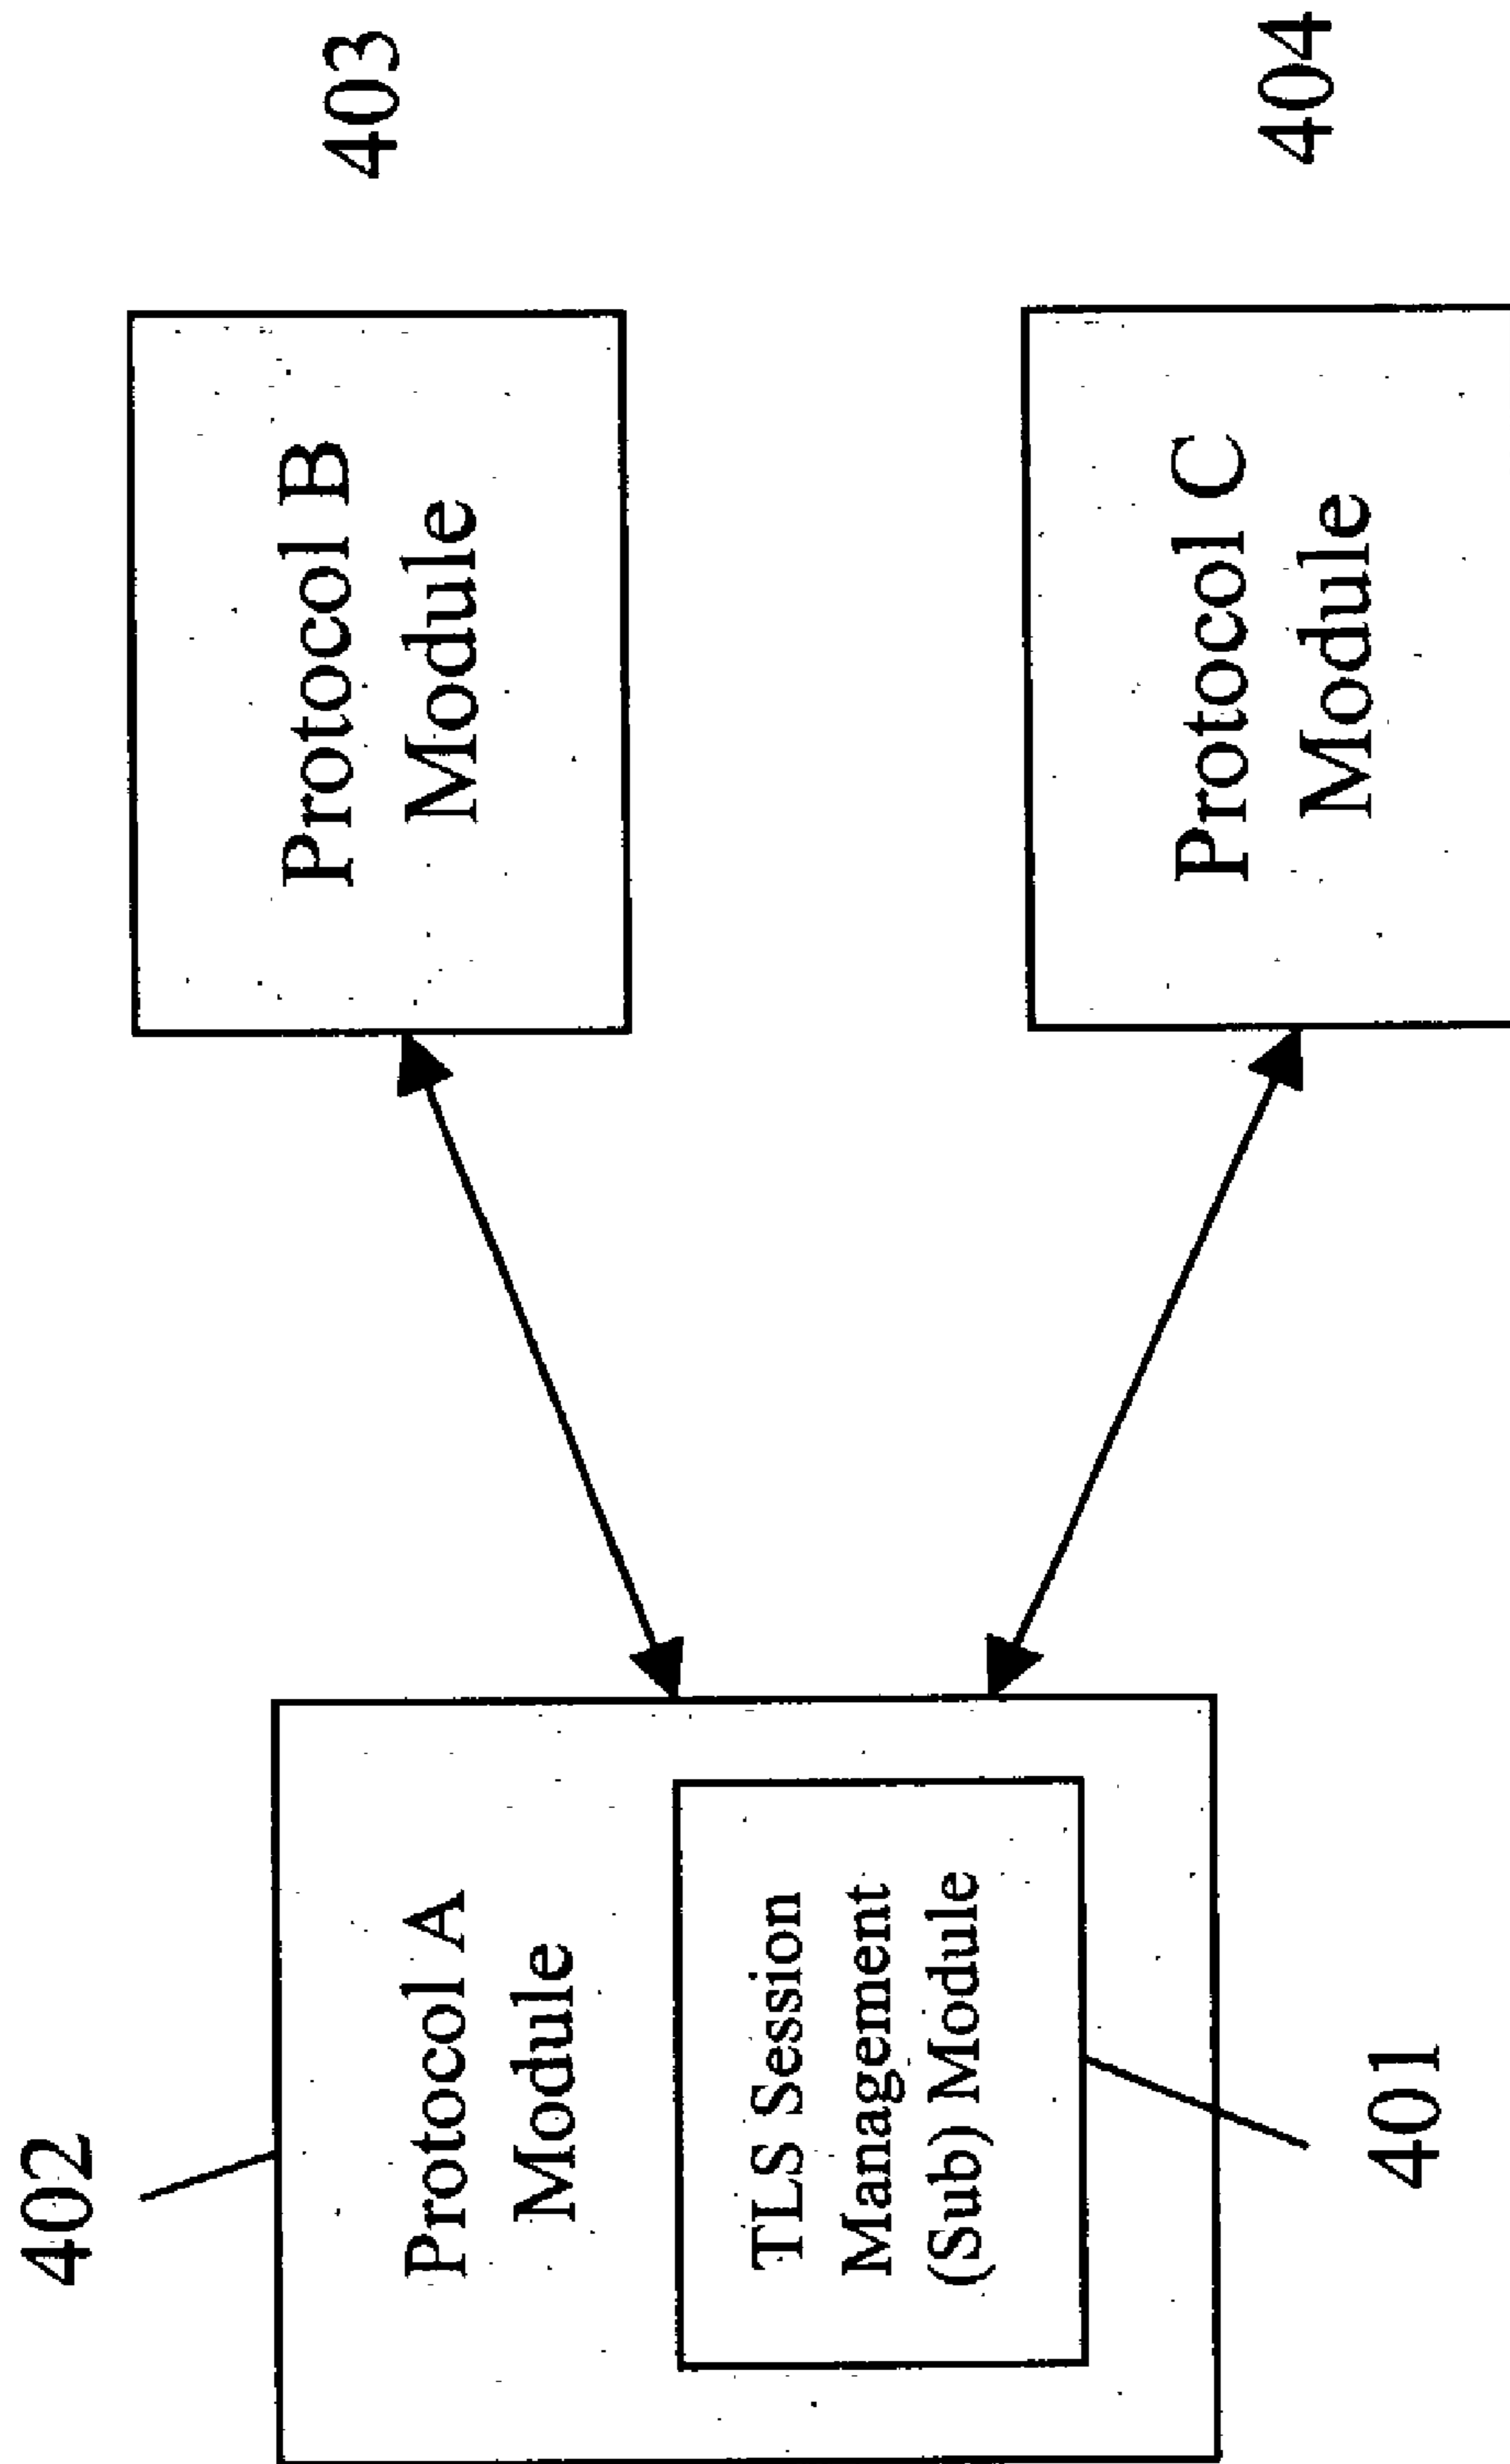 402
Protocol A
Module
TLS Session
Management
(Sub) Module
401
Protocol B
Module
403
Protocol C
Module
404